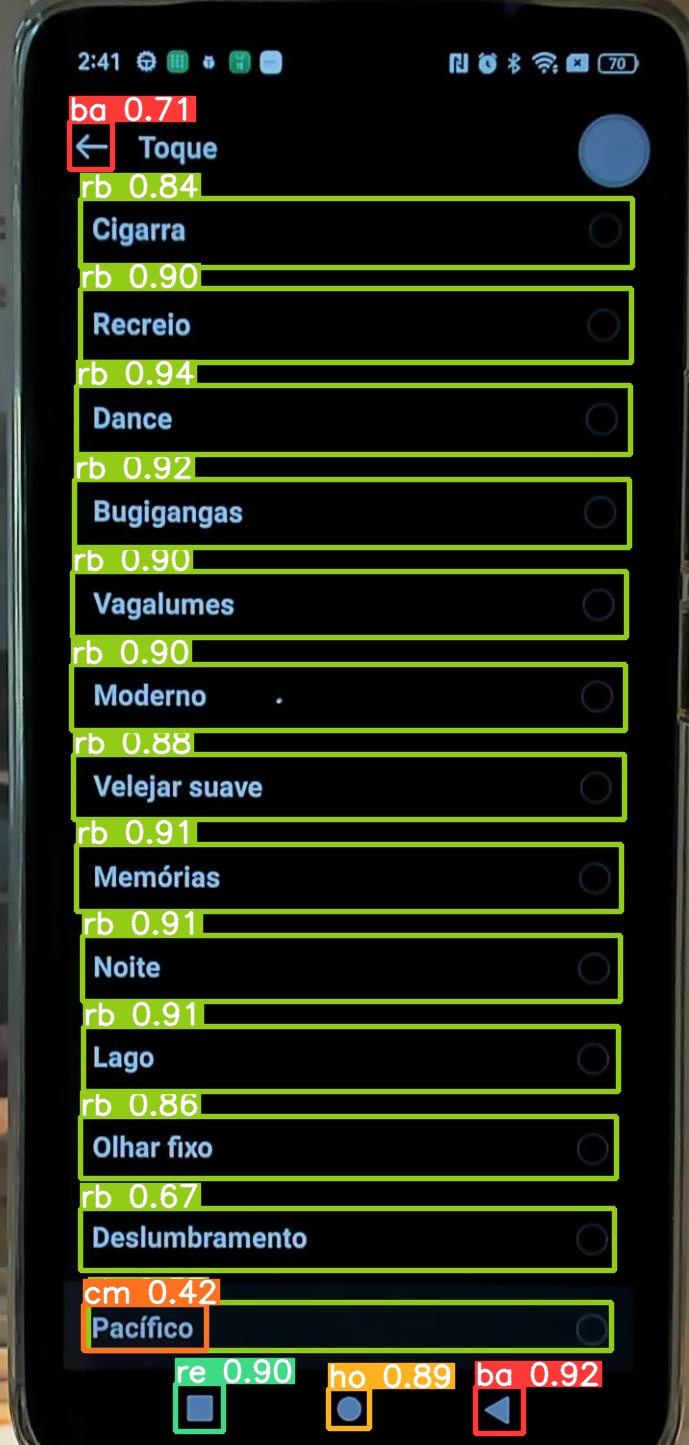 2:41 70
ba 0.71
Toque
rb 0.84
Cigarra
rb 0.90
Recreio
rb 0.94
Dance
rb 0.92
Bugigangas
rb 0.90
Vagalumes
rb 0.90
Moderno
rb 0.88
Velejar suave
rb 0.91
Memórias
rb 0.91
Noite
rb 0.91
Lago
rb 0.86
Olhar fixo
rb 0.67
Deslumbramento
cm 0.42
Pacífico
re 0.90 ho 0.89 ba 0.92